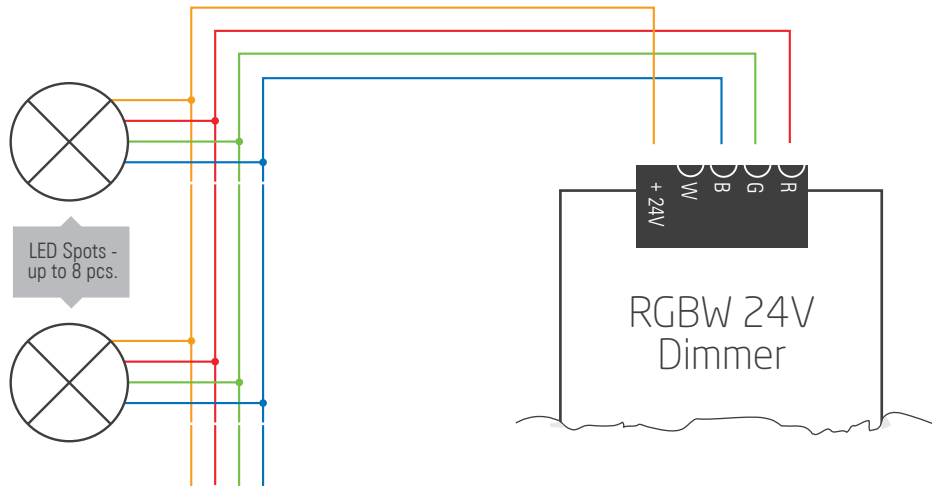 LED Spots -
up to 8 pcs.
+ 24V
W
B
G
R
RGBW 24V
Dimmer